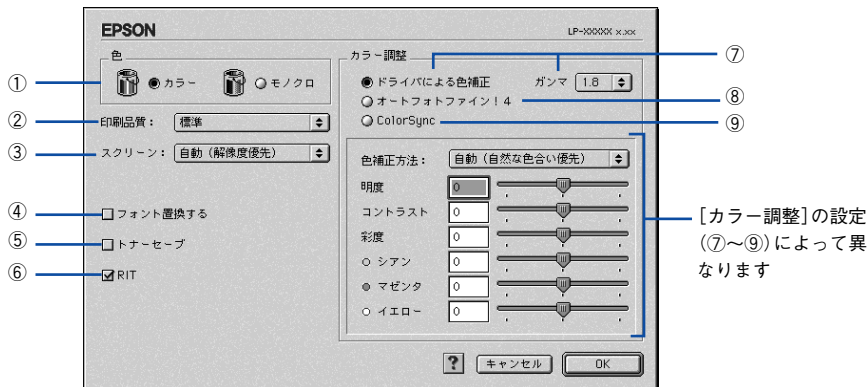 EPSON
LP-XXXXX x.xx
色
① カラー モノクロ
② 印刷品質： 標準
③ スクリーン： 自動（解像度優先）
④ フォント置換する
⑤ トナーセーブ
⑥ RIT
カラー調整
⑦
ドライバによる色補正 ガンマ 1.8
オートフォトファイン！4 ⑧
ColorSync ⑨
色補正方法： 自動（自然な色合い優先）
明度 0
コントラスト 0
彩度 0
シアン 0
マゼンタ 0
イエロー 0
[カラー調整]の設定
（⑦～⑨）によって異
なります
? キャンセル OK